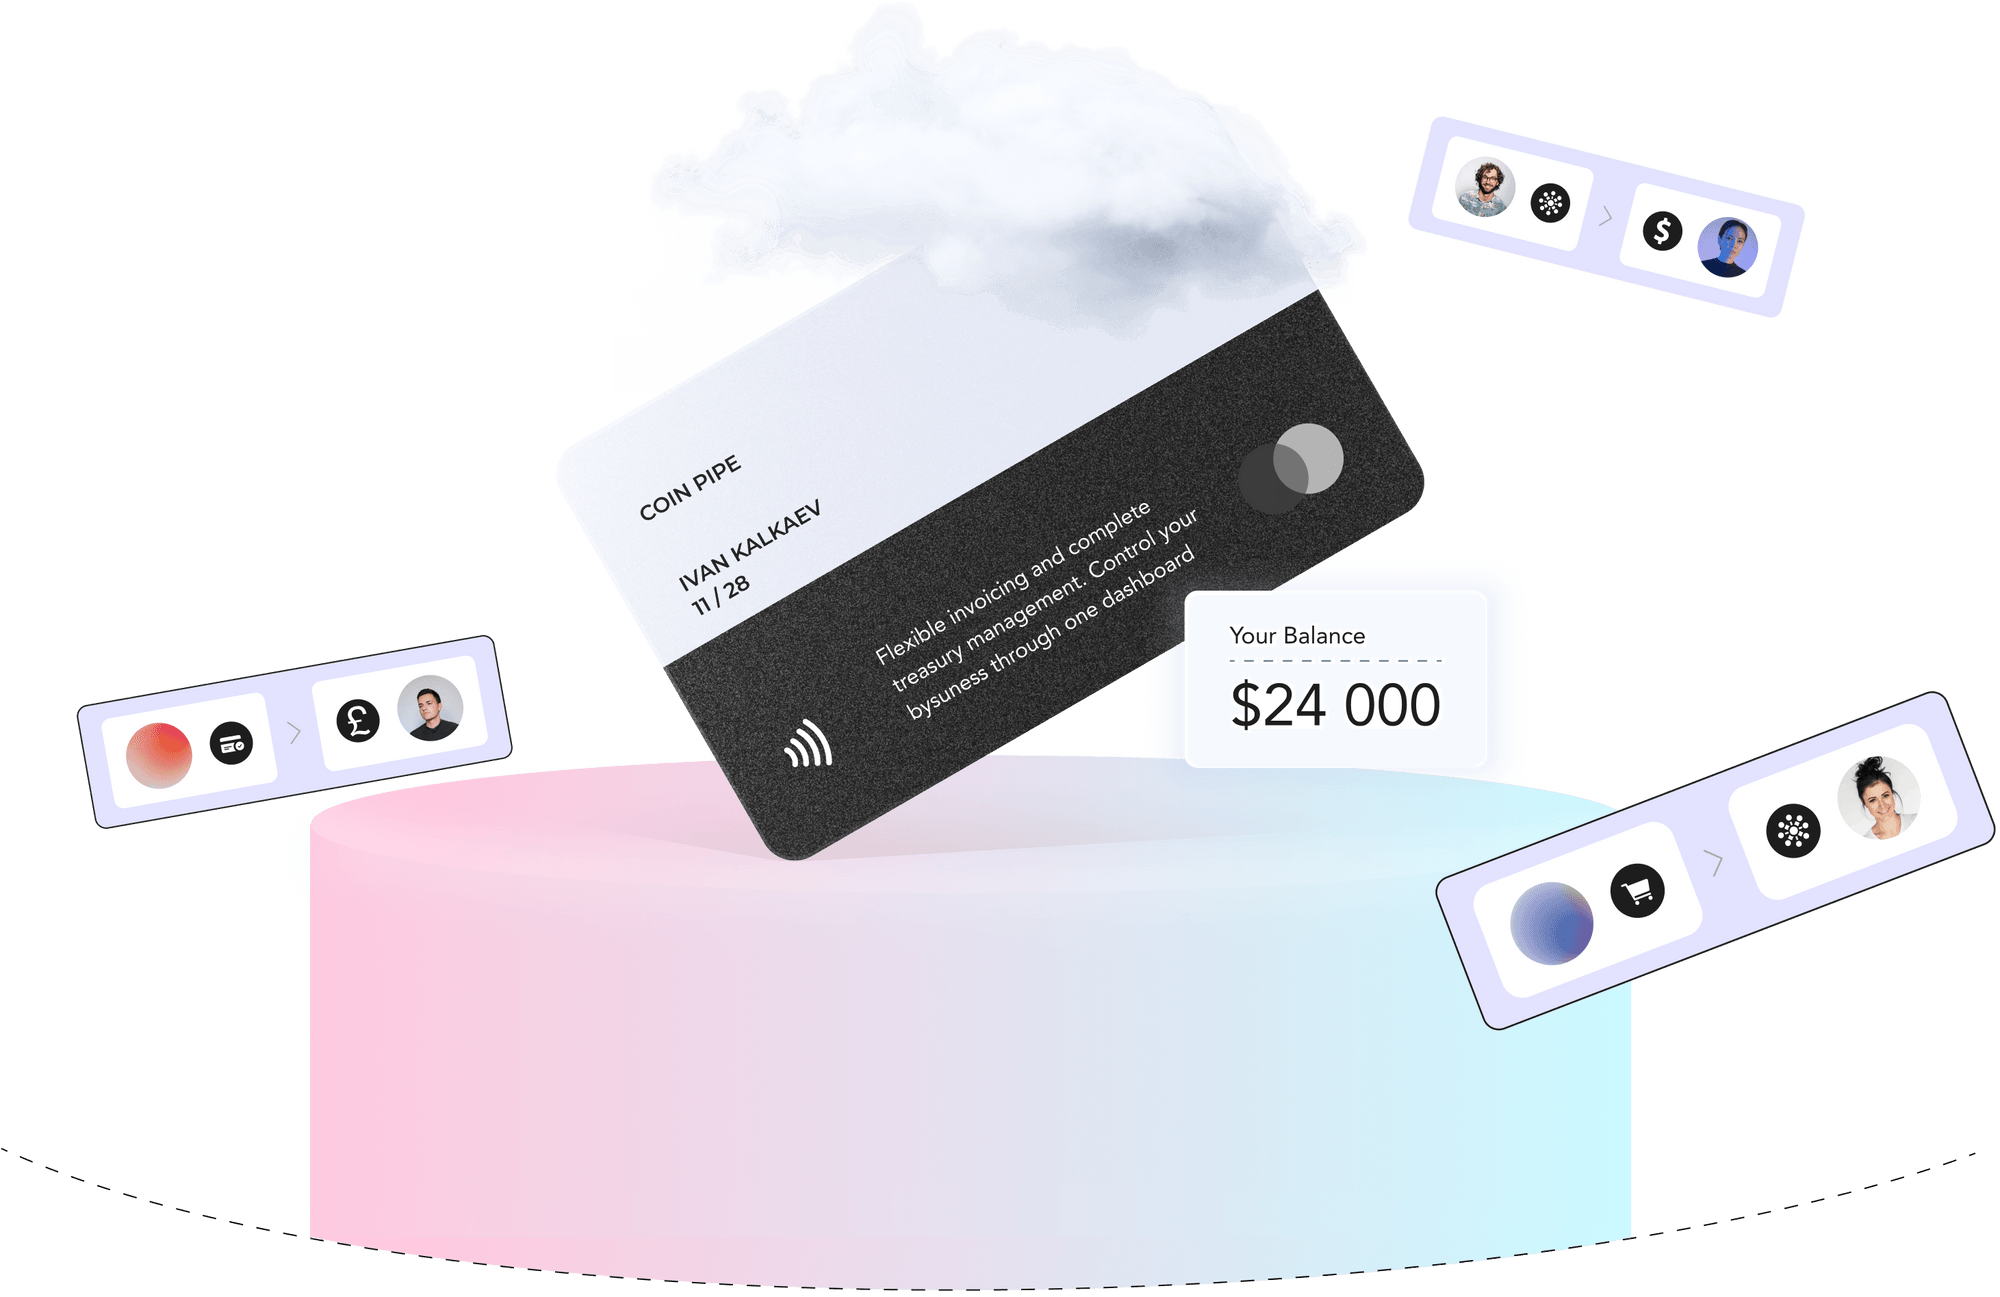 COIN PIPE
IVAN KALKAEV
11 / 28
Flexible invoicing and complete
treasury management. Control your
bysuness through one dashboard
Your Balance
$24 000
$
£